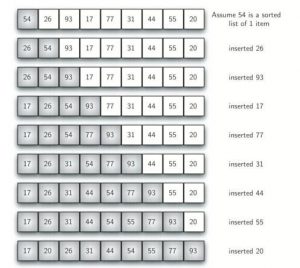 54 26 93 17 77 31 44 55 20 Assume 54 is a sorted
list of 1 item
26 54 93 17 77 31 44 55 20 inserted 26
26 54 93 17 77 31 44 55 20 inserted 93
17 26 54 93 77 31 44 55 20 inserted 17
17 26 54 77 93 31 44 55 20 inserted 77
17 26 31 54 77 93 44 55 20 inserted 31
17 26 31 44 54 77 93 55 20 inserted 44
17 26 31 44 54 55 77 93 20 inserted 55
17 20 26 31 44 54 55 77 93 inserted 20